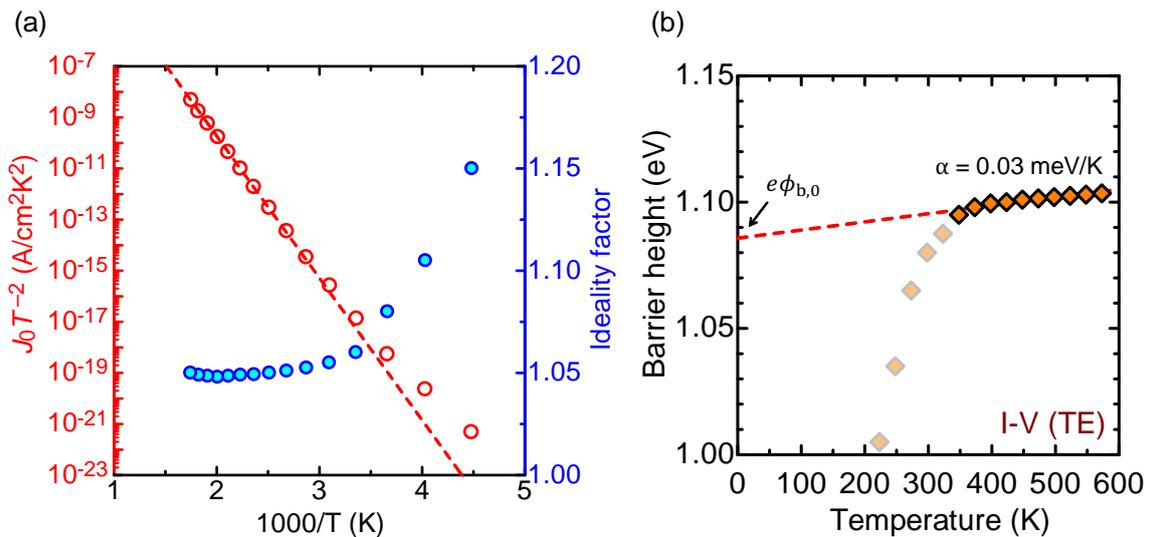 (a)
10⁻⁷
10⁻⁹
10⁻¹¹
10⁻¹³
10⁻¹⁵
10⁻¹⁷
10⁻¹⁹
10⁻²¹
10⁻²³
J₀T⁻² (A/cm²K²)
1.20
1.15
1.10
1.05
1.00
Ideality factor
1 2 3 4 5
1000/T (K)
(b)
1.15
1.10
1.05
1.00
Barrier height (eV)
α = 0.03 meV/K
eϕb,0
I-V (TE)
0 100 200 300 400 500 600
Temperature (K)